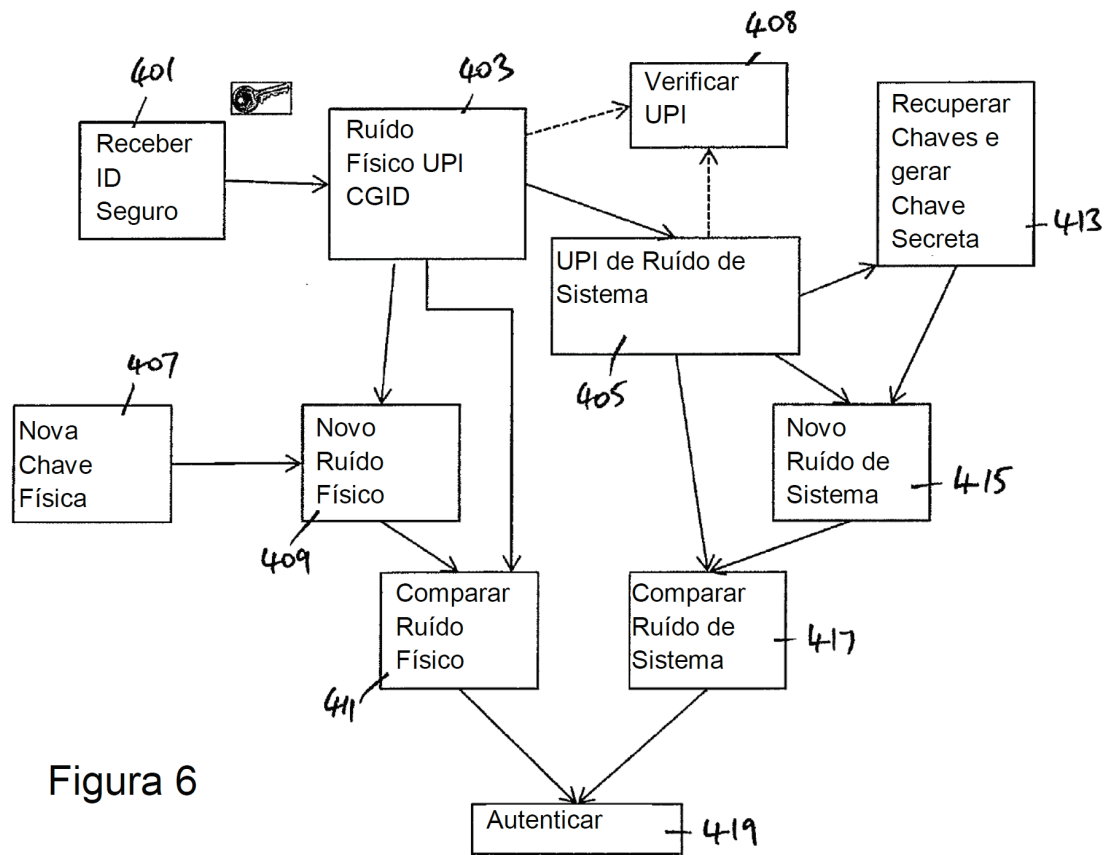 401
403
408
Receber
ID
Seguro
Ruído
Físico UPI
CGID
Verificar
UPI
Recuperar
Chaves e
gerar
Chave
Secreta
413
UPI de Ruído de
Sistema
405
407
Nova
Chave
Física
Novo
Ruído
Físico
409
Novo
Ruído de
Sistema
415
Comparar
Ruído
Físico
411
Comparar
Ruído de
Sistema
417
Figura 6
Autenticar
419